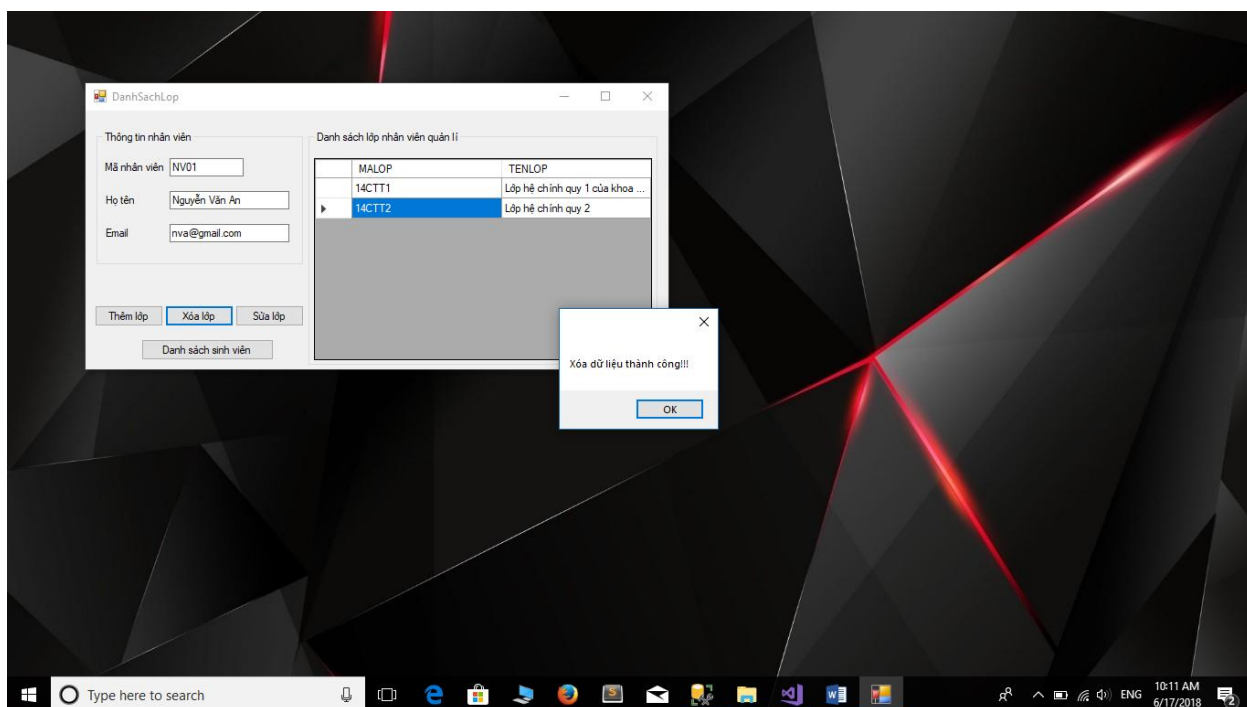 DanhSachLop
Thông tin nhân viên
Mã nhân viên NV01
Họ tên Nguyễn Văn An
Email nva@gmail.com
Thêm lớp Xóa lớp Sửa lớp
Danh sách sinh viên
Danh sách lớp nhân viên quản lí
MALOP TENLOP
14CTT1 Lớp hệ chính quy 1 của khoa ...
14CTT2 Lớp hệ chính quy 2
Xóa dữ liệu thành công!!!
OK
Type here to search
ENG
10:11 AM
6/17/2018
2